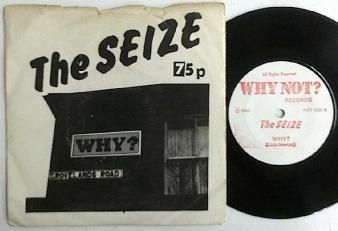 The SEIZE
75p
WHY?
GROVELANDS ROAD
All Rights Reserved
WHY NOT?
RECORDS
The SEIZE
WHY?